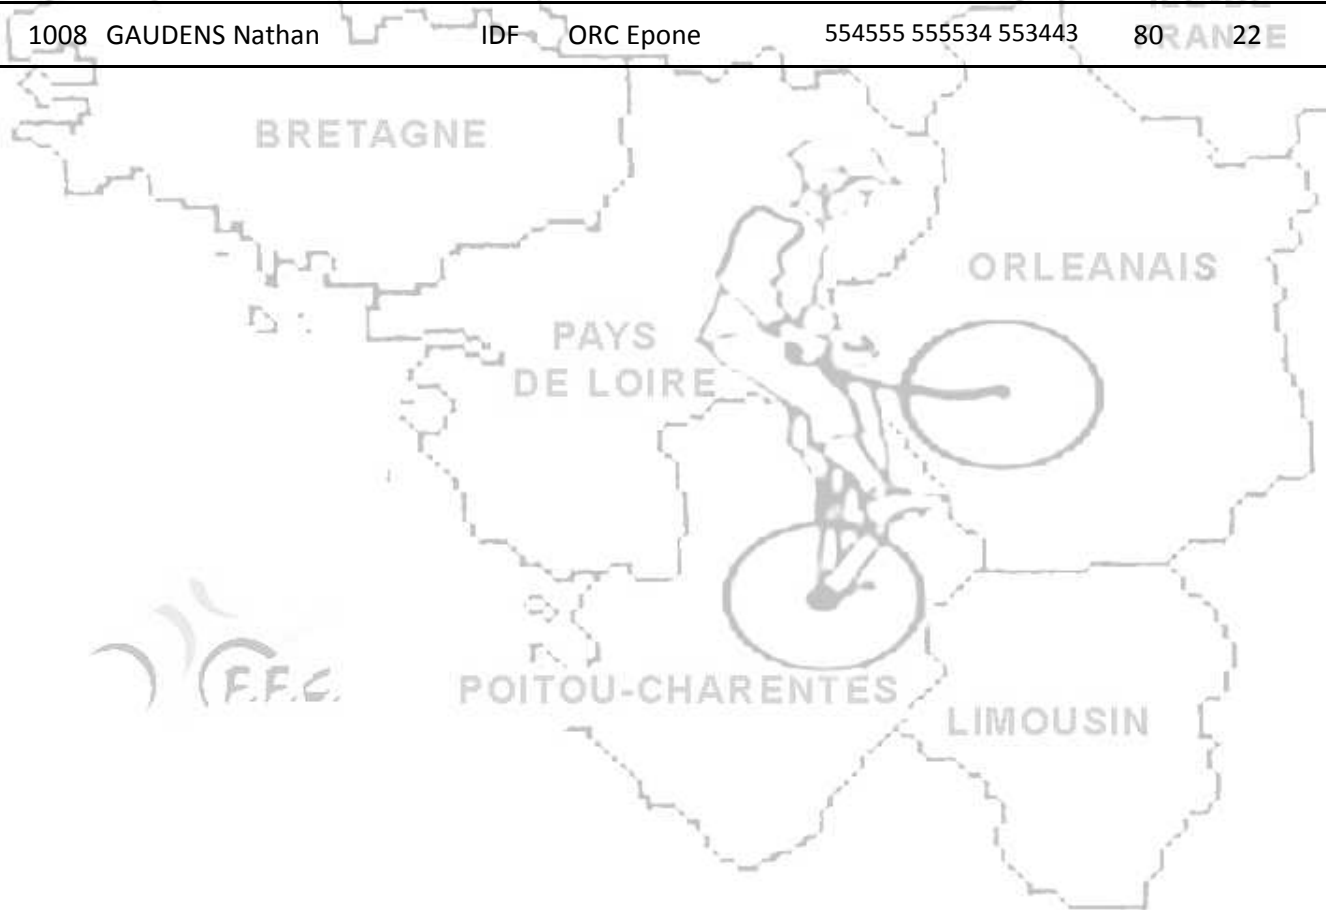 1008 GAUDENS Nathan IDF ORC Epone 554555 555534 553443 80 22
FRANCE
BRETAGNE
ORLEANAIS
PAYS
DE LOIRE
F.F.C.
POITOU-CHARENTES
LIMOUSIN